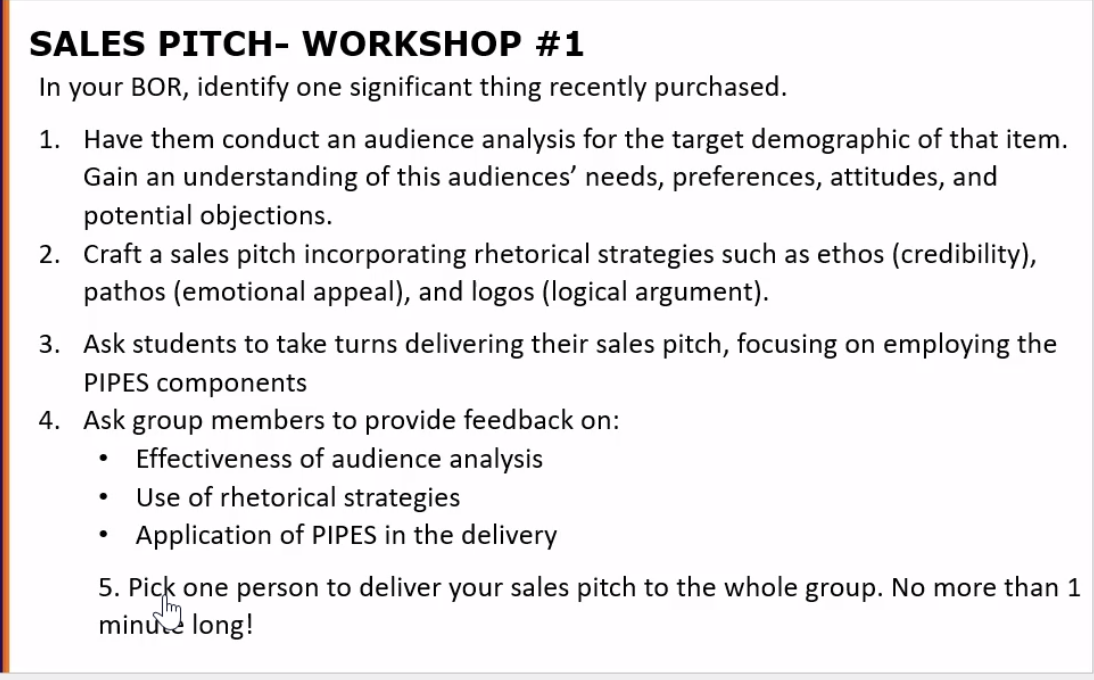 SALES PITCH- WORKSHOP #1
In your BOR, identify one significant thing recently purchased.
1. Have them conduct an audience analysis for the target demographic of that item.
Gain an understanding of this audiences’ needs, preferences, attitudes, and
potential objections.
2. Craft a sales pitch incorporating rhetorical strategies such as ethos (credibility),
pathos (emotional appeal), and logos (logical argument).
3. Ask students to take turns delivering their sales pitch, focusing on employing the
PIPES components
4. Ask group members to provide feedback on:
• Effectiveness of audience analysis
• Use of rhetorical strategies
• Application of PIPES in the delivery
5. Pick one person to deliver your sales pitch to the whole group. No more than 1
minute long!